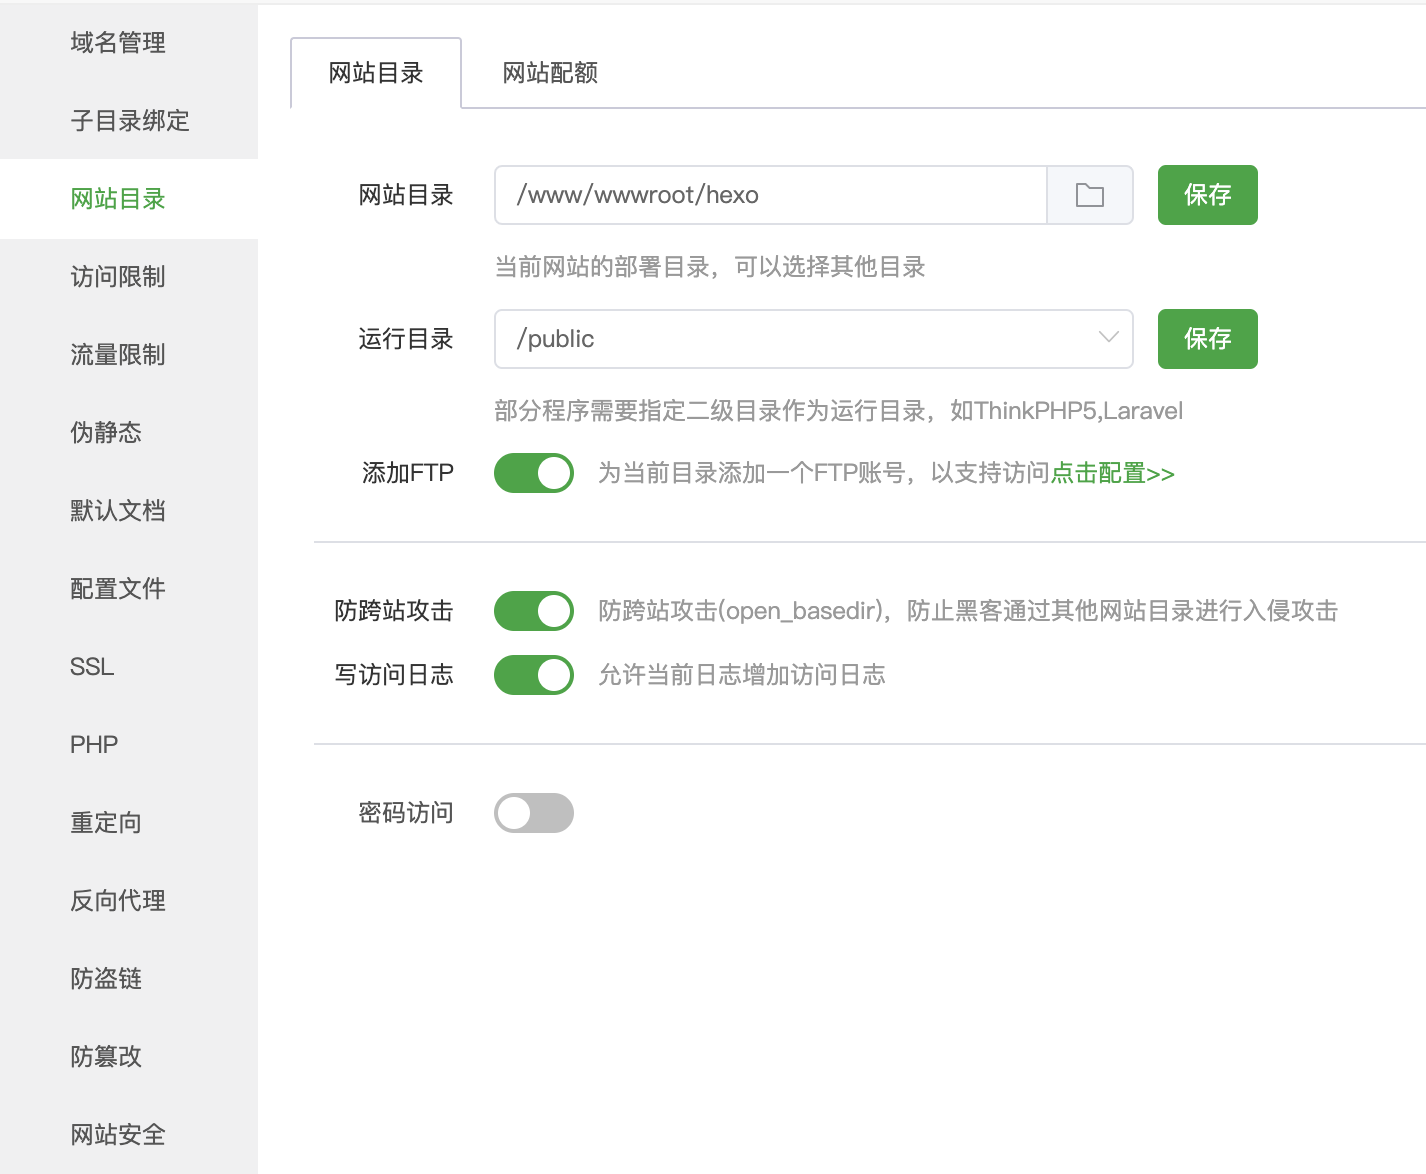 域名管理
子目录绑定
网站目录
访问限制
流量限制
伪静态
默认文档
配置文件
SSL
PHP
重定向
反向代理
防盗链
防篡改
网站安全
网站目录
网站配额
网站目录
/www/wwwroot/hexo
保存
当前网站的部署目录，可以选择其他目录
运行目录
/public
保存
部分程序需要指定二级目录作为运行目录，如ThinkPHP5,Laravel
添加FTP
为当前目录添加一个FTP账号，以支持访问点击配置>>
防跨站攻击
防跨站攻击(open_basedir)，防止黑客通过其他网站目录进行入侵攻击
写访问日志
允许当前日志增加访问日志
密码访问